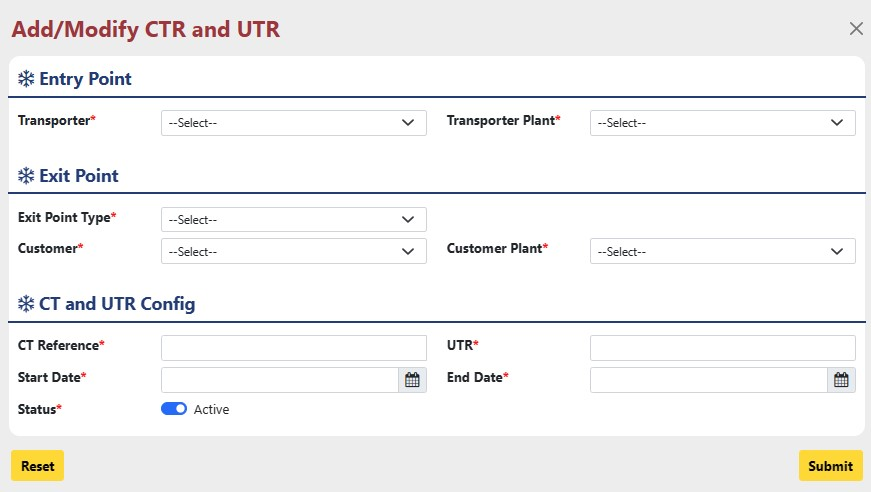 Add/Modify CTR and UTR
Entry Point
Transporter* --Select-- Transporter Plant* --Select--
Exit Point
Exit Point Type* --Select--
Customer* --Select-- Customer Plant* --Select--
CT and UTR Config
CT Reference* UTR*
Start Date* End Date*
Status* Active
Reset Submit